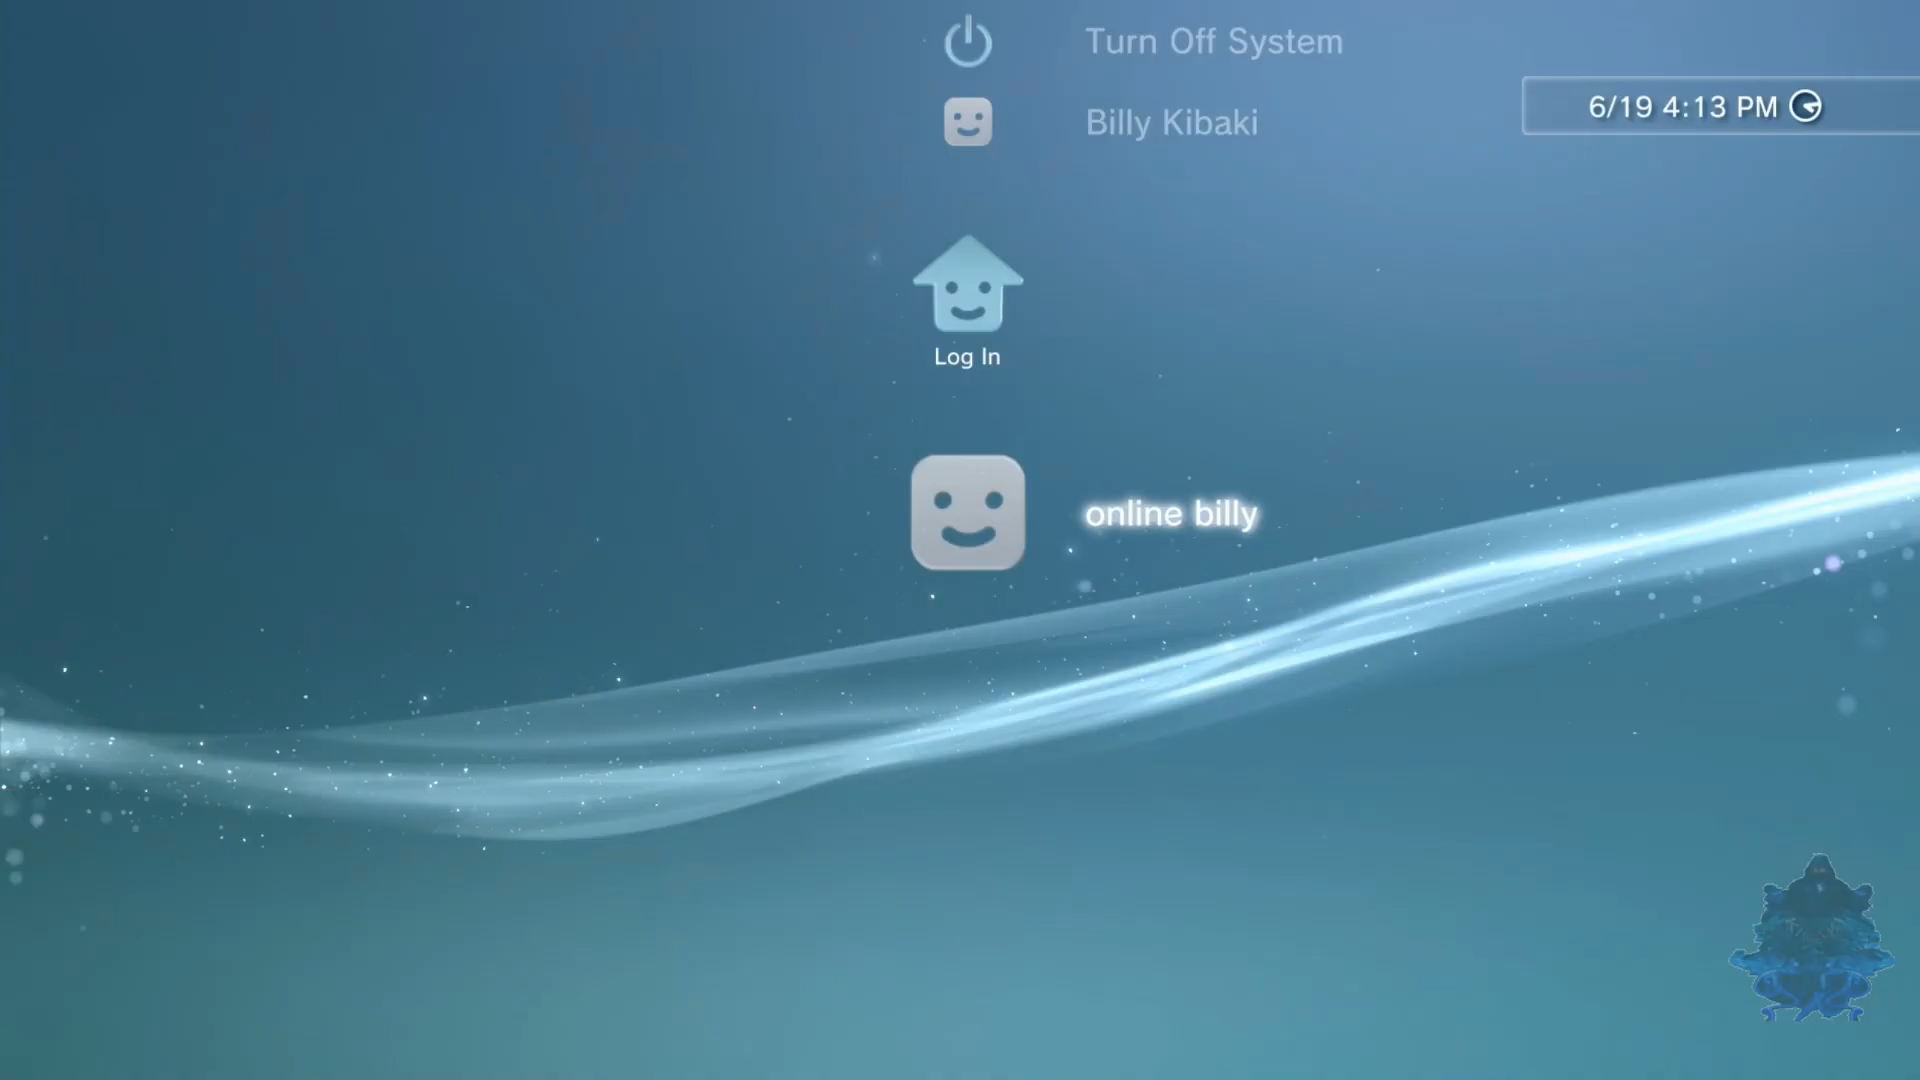 Turn Off System
6/19 4:13 PM
Billy Kibaki
Log In
online billy